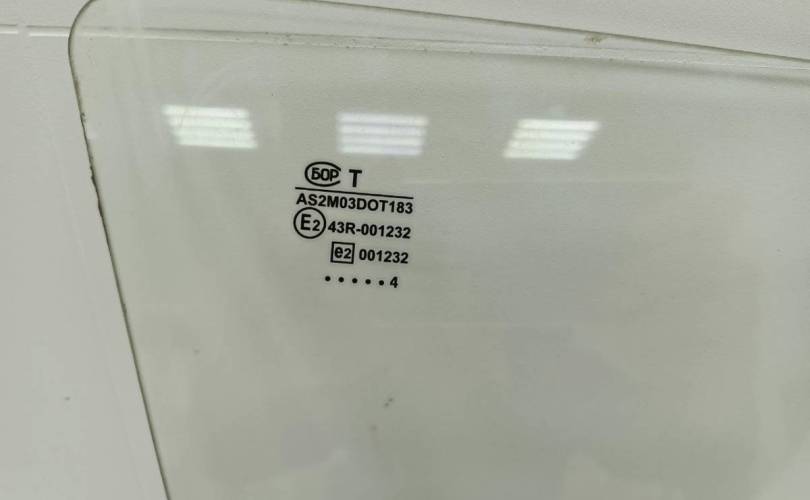 БОР T
AS2M03DOT183
E2 43R-001232
e2 001232
.....4